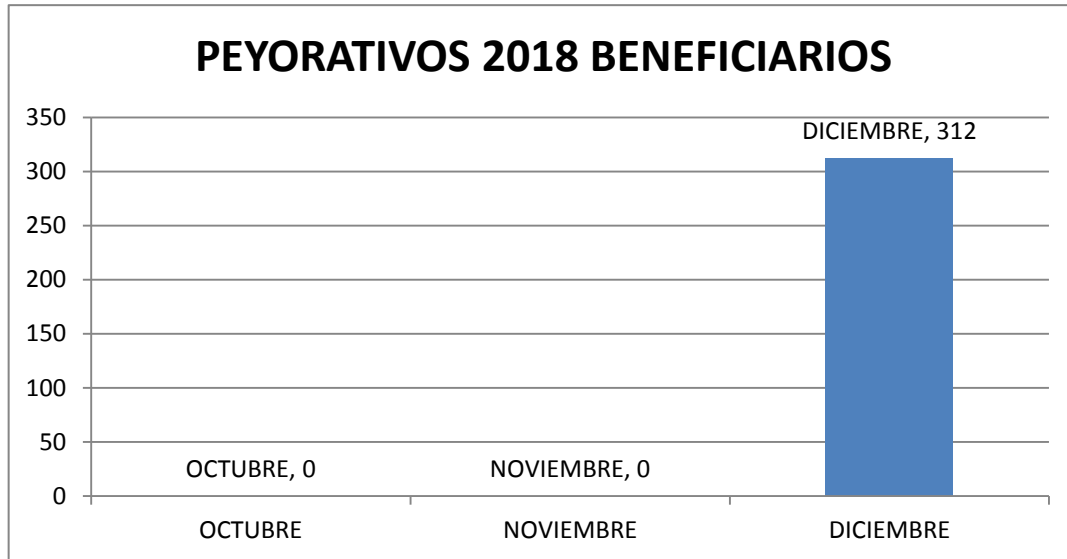 PEYORATIVOS 2018 BENEFICIARIOS
350
300
250
200
150
100
50
0
DICIEMBRE, 312
OCTUBRE, 0
NOVIEMBRE, 0
OCTUBRE
NOVIEMBRE
DICIEMBRE